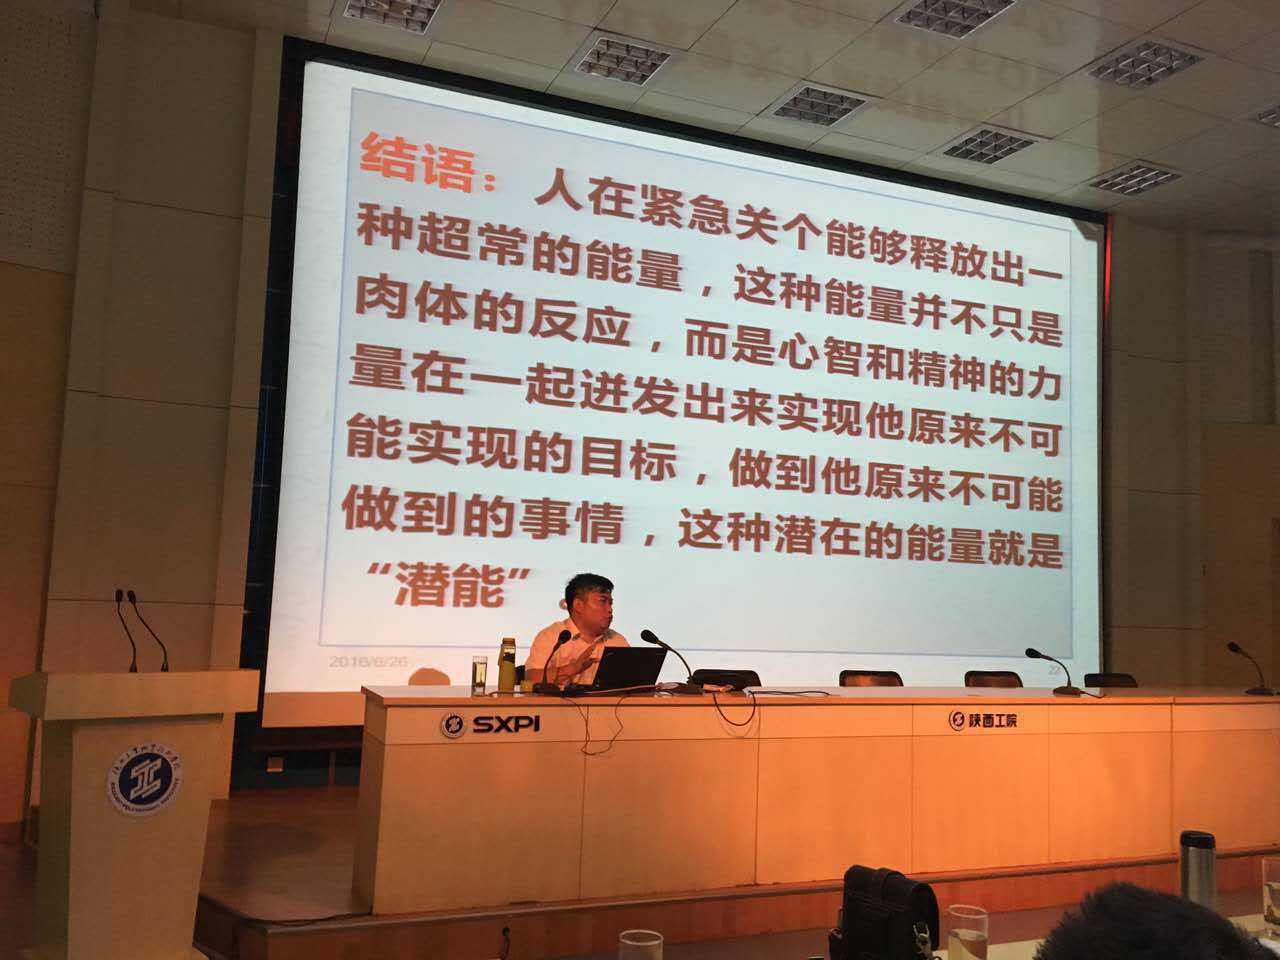 结语：人在紧急关个能够释放出一
种超常的能量，这种能量并不只是
肉体的反应，而是心智和精神的力
量在一起迸发出来实现他原来不可
能实现的目标，做到他原来不可能
做到的事情，这种潜在的能量就是
“潜能”。
2016/6/26
22
SXPI
陕西工院